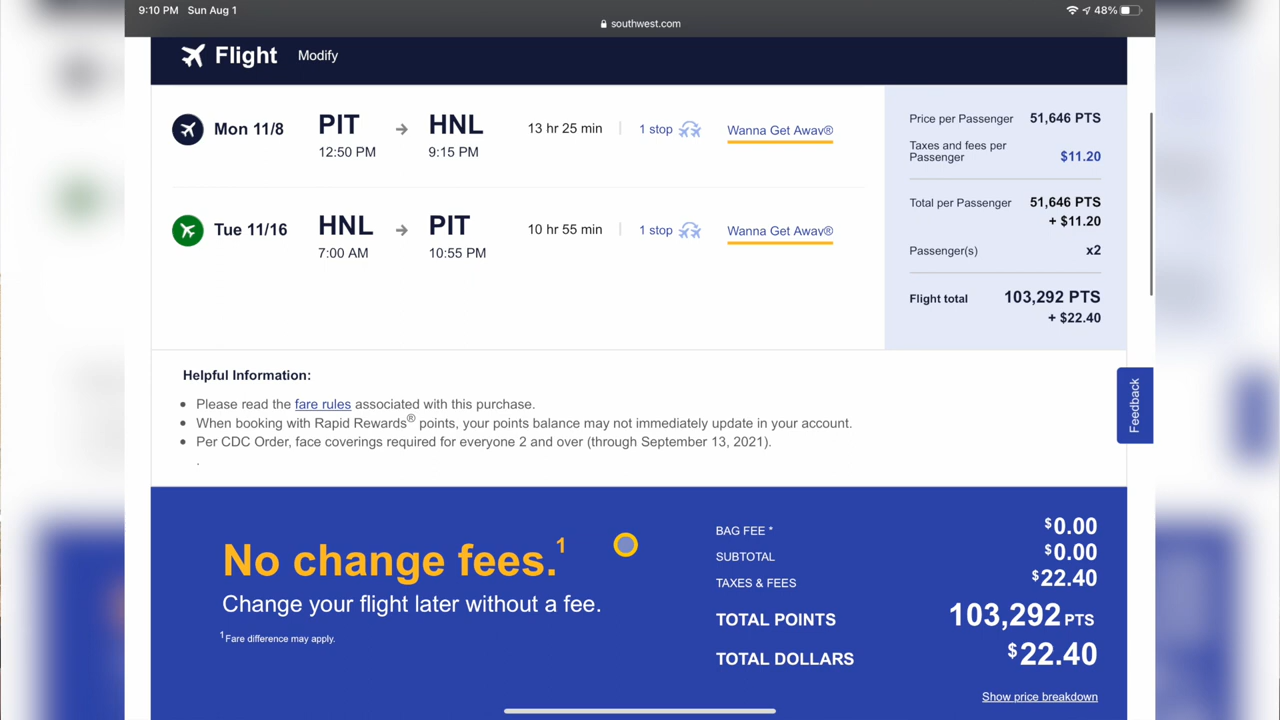 9:10 PM Sun Aug 1
48%
southwest.com
Flight Modify
Mon 11/8 PIT → HNL 13 hr 25 min 1 stop Wanna Get Away®
12:50 PM 9:15 PM
Tue 11/16 HNL → PIT 10 hr 55 min 1 stop Wanna Get Away®
7:00 AM 10:55 PM
Price per Passenger 51,646 PTS
Taxes and fees per
Passenger $11.20
Total per Passenger 51,646 PTS
+ $11.20
Passenger(s) x2
Flight total 103,292 PTS
+ $22.40
Helpful Information:
• Please read the fare rules associated with this purchase.
• When booking with Rapid Rewards® points, your points balance may not immediately update in your account.
• Per CDC Order, face coverings required for everyone 2 and over (through September 13, 2021).
.
Feedback
No change fees.1
Change your flight later without a fee.
1Fare difference may apply.
BAG FEE * $0.00
SUBTOTAL $0.00
TAXES & FEES $22.40
TOTAL POINTS 103,292 PTS
TOTAL DOLLARS $22.40
Show price breakdown